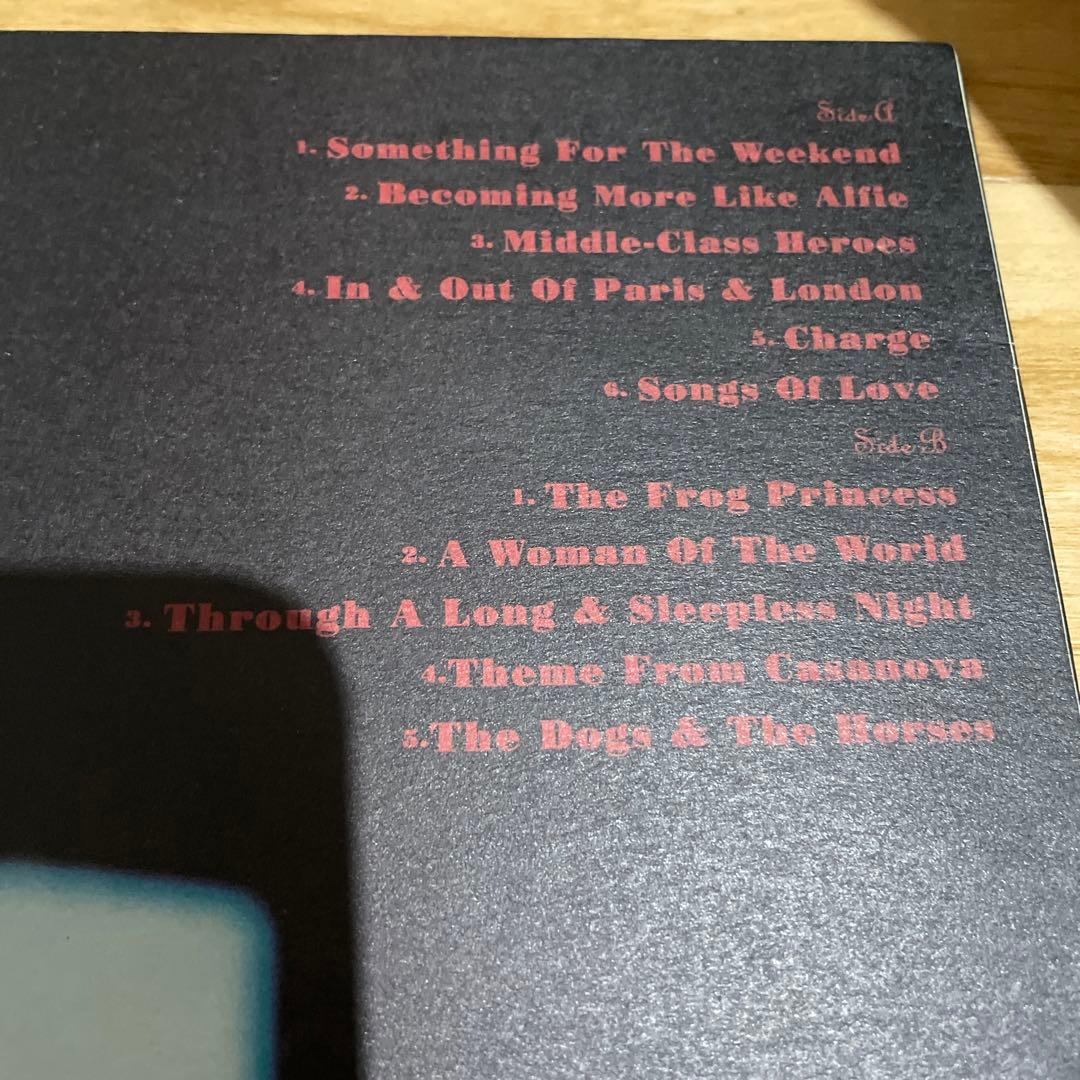 Side A
1. Something For The Weekend
2. Becoming More Like Alfie
3. Middle-Class Heroes
4. In & Out Of Paris & London
5. Charge
6. Songs Of Love
Side B
1. The Frog Princess
2. A Woman Of The World
3. Through A Long & Sleepless Night
4. Theme From Casanova
5. The Dogs & The Horses